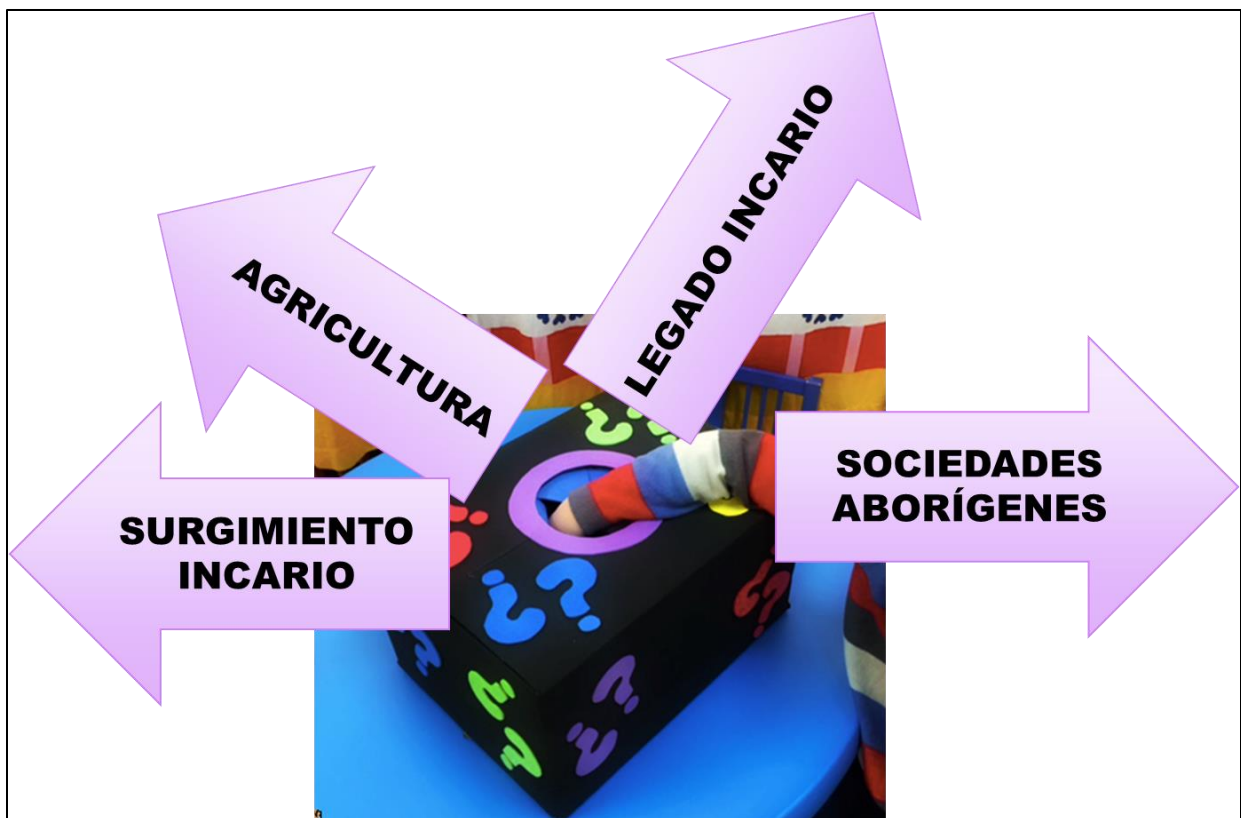 LEGADO INCARIO
AGRICULTURA
SOCIEDADES
ABORÍGENES
SURGIMIENTO
INCARIO